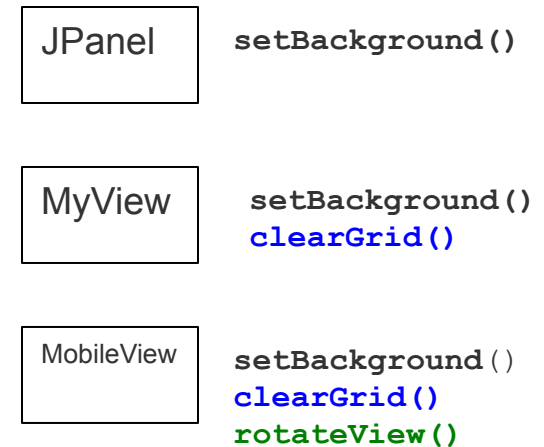 JPanel
setBackground()
MyView
setBackground()
clearGrid()
MobileView
setBackground()
clearGrid()
rotateView()